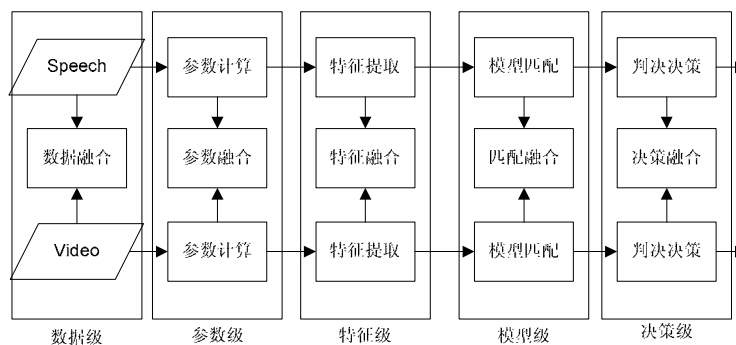 Speech
参数计算
特征提取
模型匹配
判决决策
数据融合
参数融合
特征融合
匹配融合
决策融合
Video
参数计算
特征提取
模型匹配
判决决策
数据级
参数级
特征级
模型级
决策级